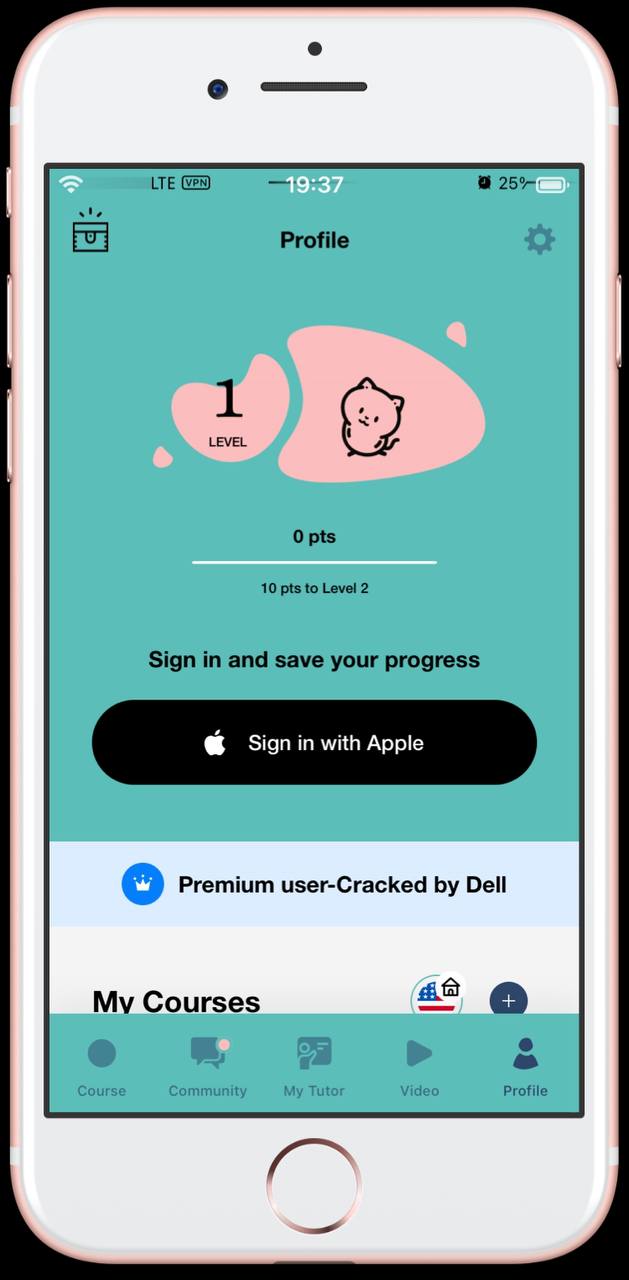 LTE VPN 19:37 25%
Profile
1
LEVEL
0 pts
10 pts to Level 2
Sign in and save your progress
Sign in with Apple
Premium user-Cracked by Dell
My Courses
Course Community My Tutor Video Profile